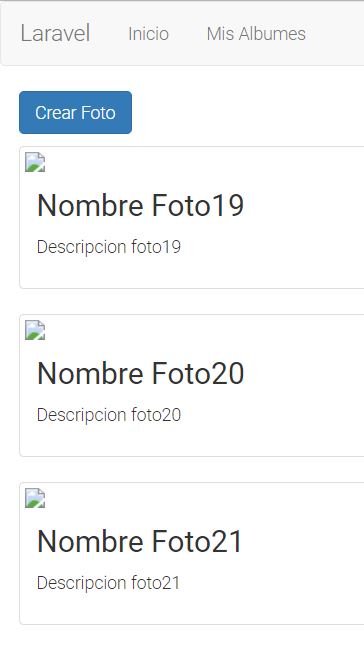 Laravel Inicio Mis Albumes
Crear Foto
Nombre Foto19
Descripcion foto19
Nombre Foto20
Descripcion foto20
Nombre Foto21
Descripcion foto21